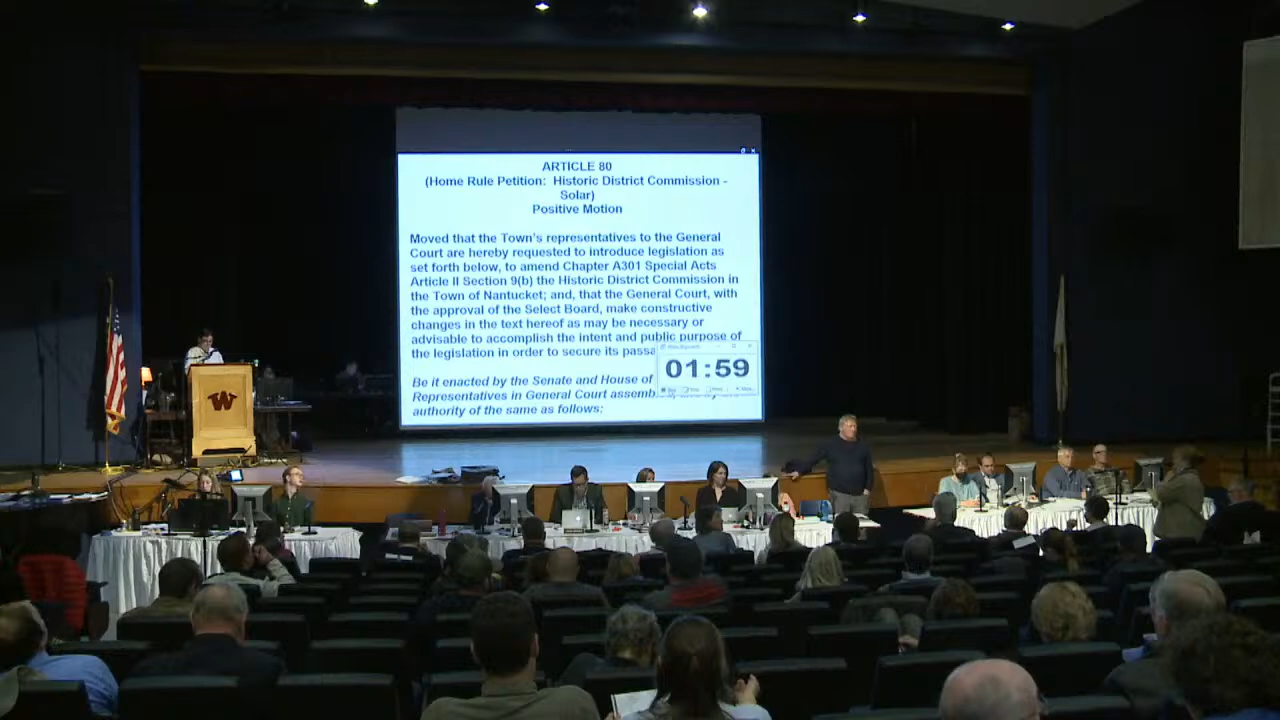 ARTICLE 80
(Home Rule Petition: Historic District Commission -
Solar)
Positive Motion
Moved that the Town's representatives to the General
Court are hereby requested to introduce legislation as
set forth below, to amend Chapter A301 Special Acts
Article II Section 9(b) the Historic District Commission in
the Town of Nantucket; and, that the General Court, with
the approval of the Select Board, make constructive
changes in the text hereof as may be necessary or
advisable to accomplish the intent and public purpose of
the legislation in order to secure its
01:59
Be it enacted by the Senate and House of
Representatives in General Court
authority of the same as follows:
W